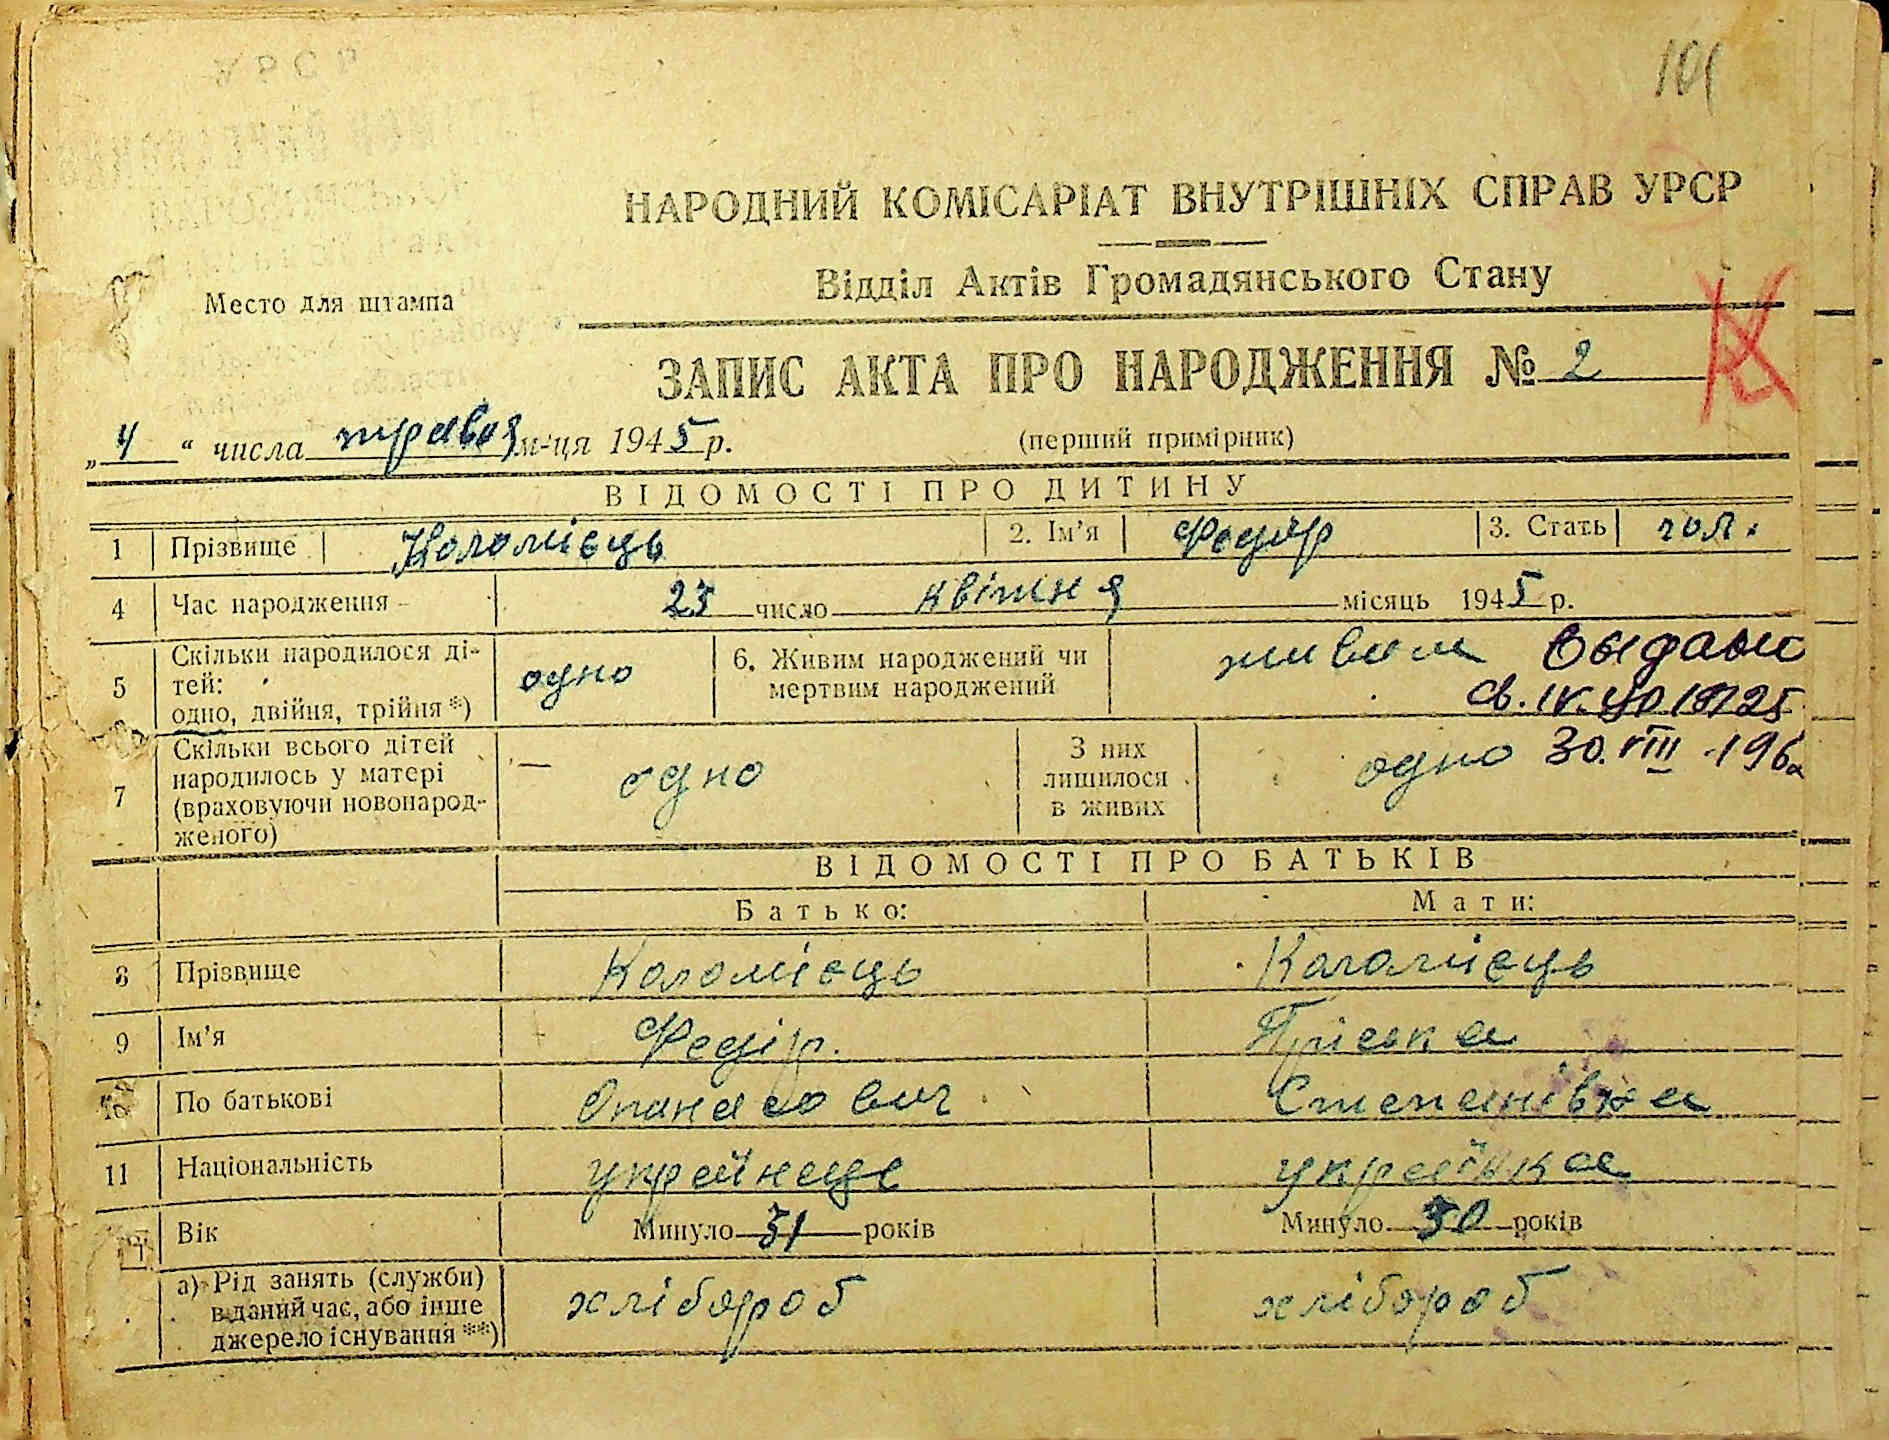 101
НАРОДНИЙ КОМІСАРІАТ ВНУТРІШНІХ СПРАВ УРСР
Відділ Актів Громадянського Стану
Место для штампа
ЗАПИС АКТА ПРО НАРОДЖЕННЯ № 2
„4“ числа травня м-ця 1945 р. (перший примірник)
ВІДОМОСТІ ПРО ДИТИНУ
1 Прізвище Коломієць 2. Ім'я Федір 3. Стать чол.
4 Час народження 25 число квітня місяць 1945 р.
5 Скільки народилося ді-
тей:
одно, двійня, трійня *) одно 6. Живим народжений чи
мертвим народжений живим
Выдано
св. IV. 
30.VIII 196
7 Скільки всього дітей
народилось у матері
(враховуючи новонарод-
женого) — одно З них
лишилося
в живих одно
ВІДОМОСТІ ПРО БАТЬКІВ
Батько: Мати:
8 Прізвище Коломієць Коломієць
9 Ім'я Федір. Пріська
10 По батькові Опанасович Степанівна
11 Національність українець українка
Вік Минуло 31 років Минуло 30 років
а) Рід занять (служби)
в даний час, або інше
джерело існування **) хлібороб хлібороб